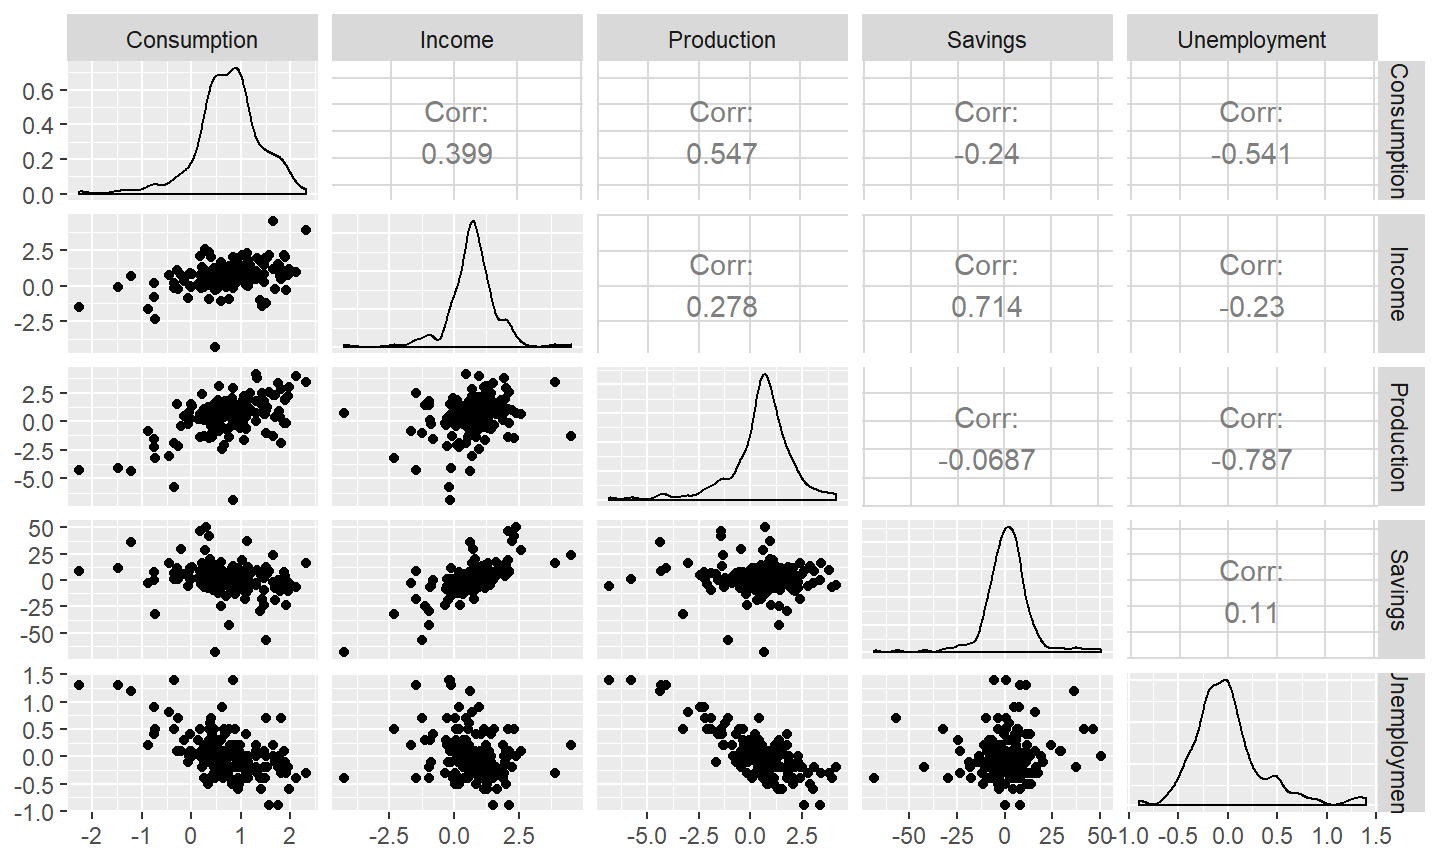 Consumption Income Production Savings Unemployment
0.6
0.4
0.2
0.0
Corr:
0.399
Corr:
0.547
Corr:
-0.24
Corr:
-0.541
Consumption
2.5
0.0
-2.5
Corr:
0.278
Corr:
0.714
Corr:
-0.23
Income
2.5
0.0
-2.5
-5.0
Corr:
-0.0687
Corr:
-0.787
Production
50
25
0
-25
-50
Corr:
0.11
Savings
1.5
1.0
0.5
0.0
-0.5
-1.0
Unemploymen
-2 -1 0 1 2 -2.5 0.0 2.5 -5.0 -2.5 0.0 2.5 -50 -25 0 25 50 -1.0 -0.5 0.0 0.5 1.0 1.5